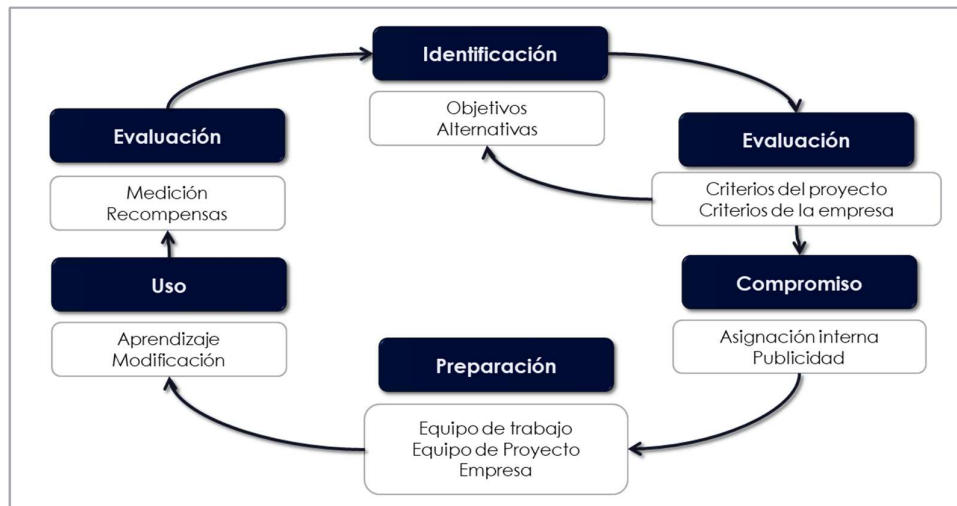 Identificación
Objetivos
Alternativas
Evaluación
Criterios del proyecto
Criterios de la empresa
Compromiso
Asignación interna
Publicidad
Preparación
Equipo de trabajo
Equipo de Proyecto
Empresa
Uso
Aprendizaje
Modificación
Evaluación
Medición
Recompensas